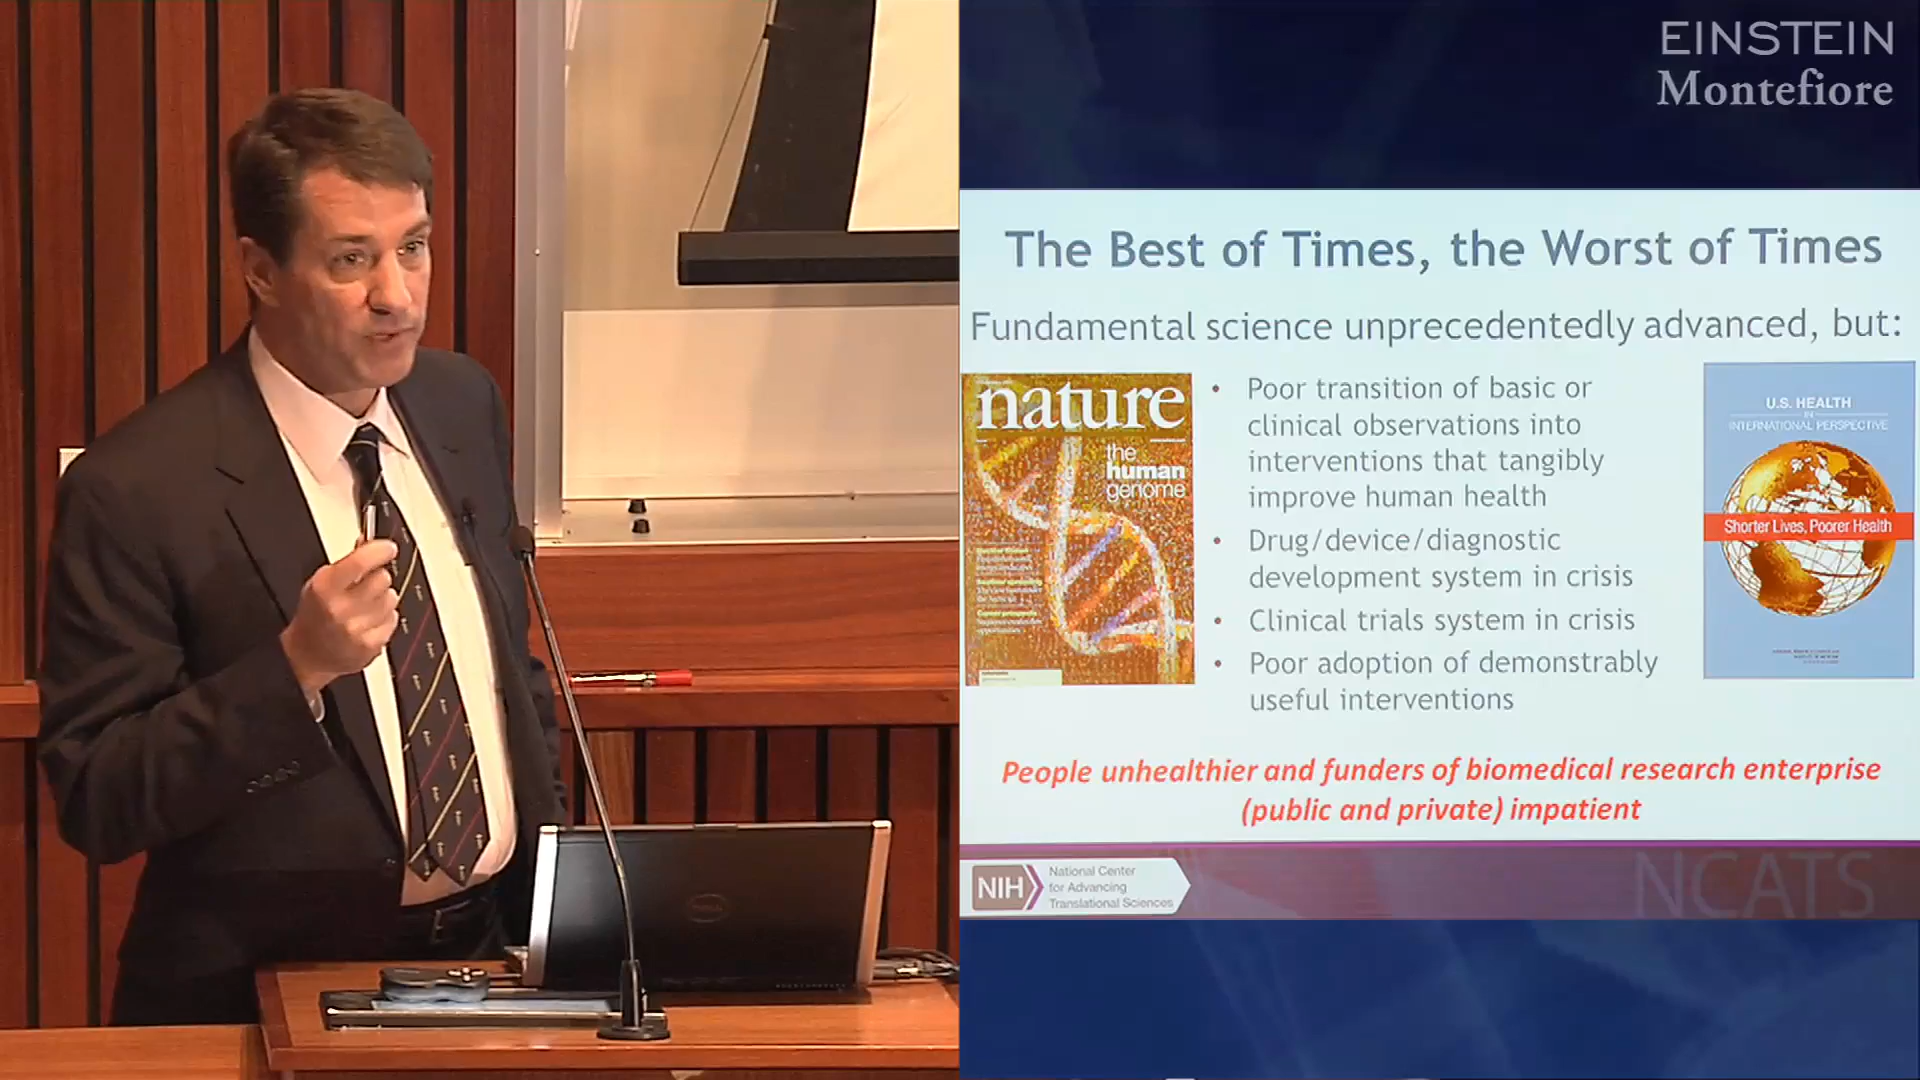 EINSTEIN
Montefiore
The Best of Times, the Worst of Times
Fundamental science unprecedentedly advanced, but:
nature
the
human
genome
• Poor transition of basic or
clinical observations into
interventions that tangibly
improve human health
• Drug/device/diagnostic
development system in crisis
• Clinical trials system in crisis
• Poor adoption of demonstrably
useful interventions
U.S. HEALTH
IN
INTERNATIONAL PERSPECTIVE
Shorter Lives, Poorer Health
People unhealthier and funders of biomedical research enterprise
(public and private) impatient
NIH
National Center
for Advancing
Translational Sciences
NCATS
DELL